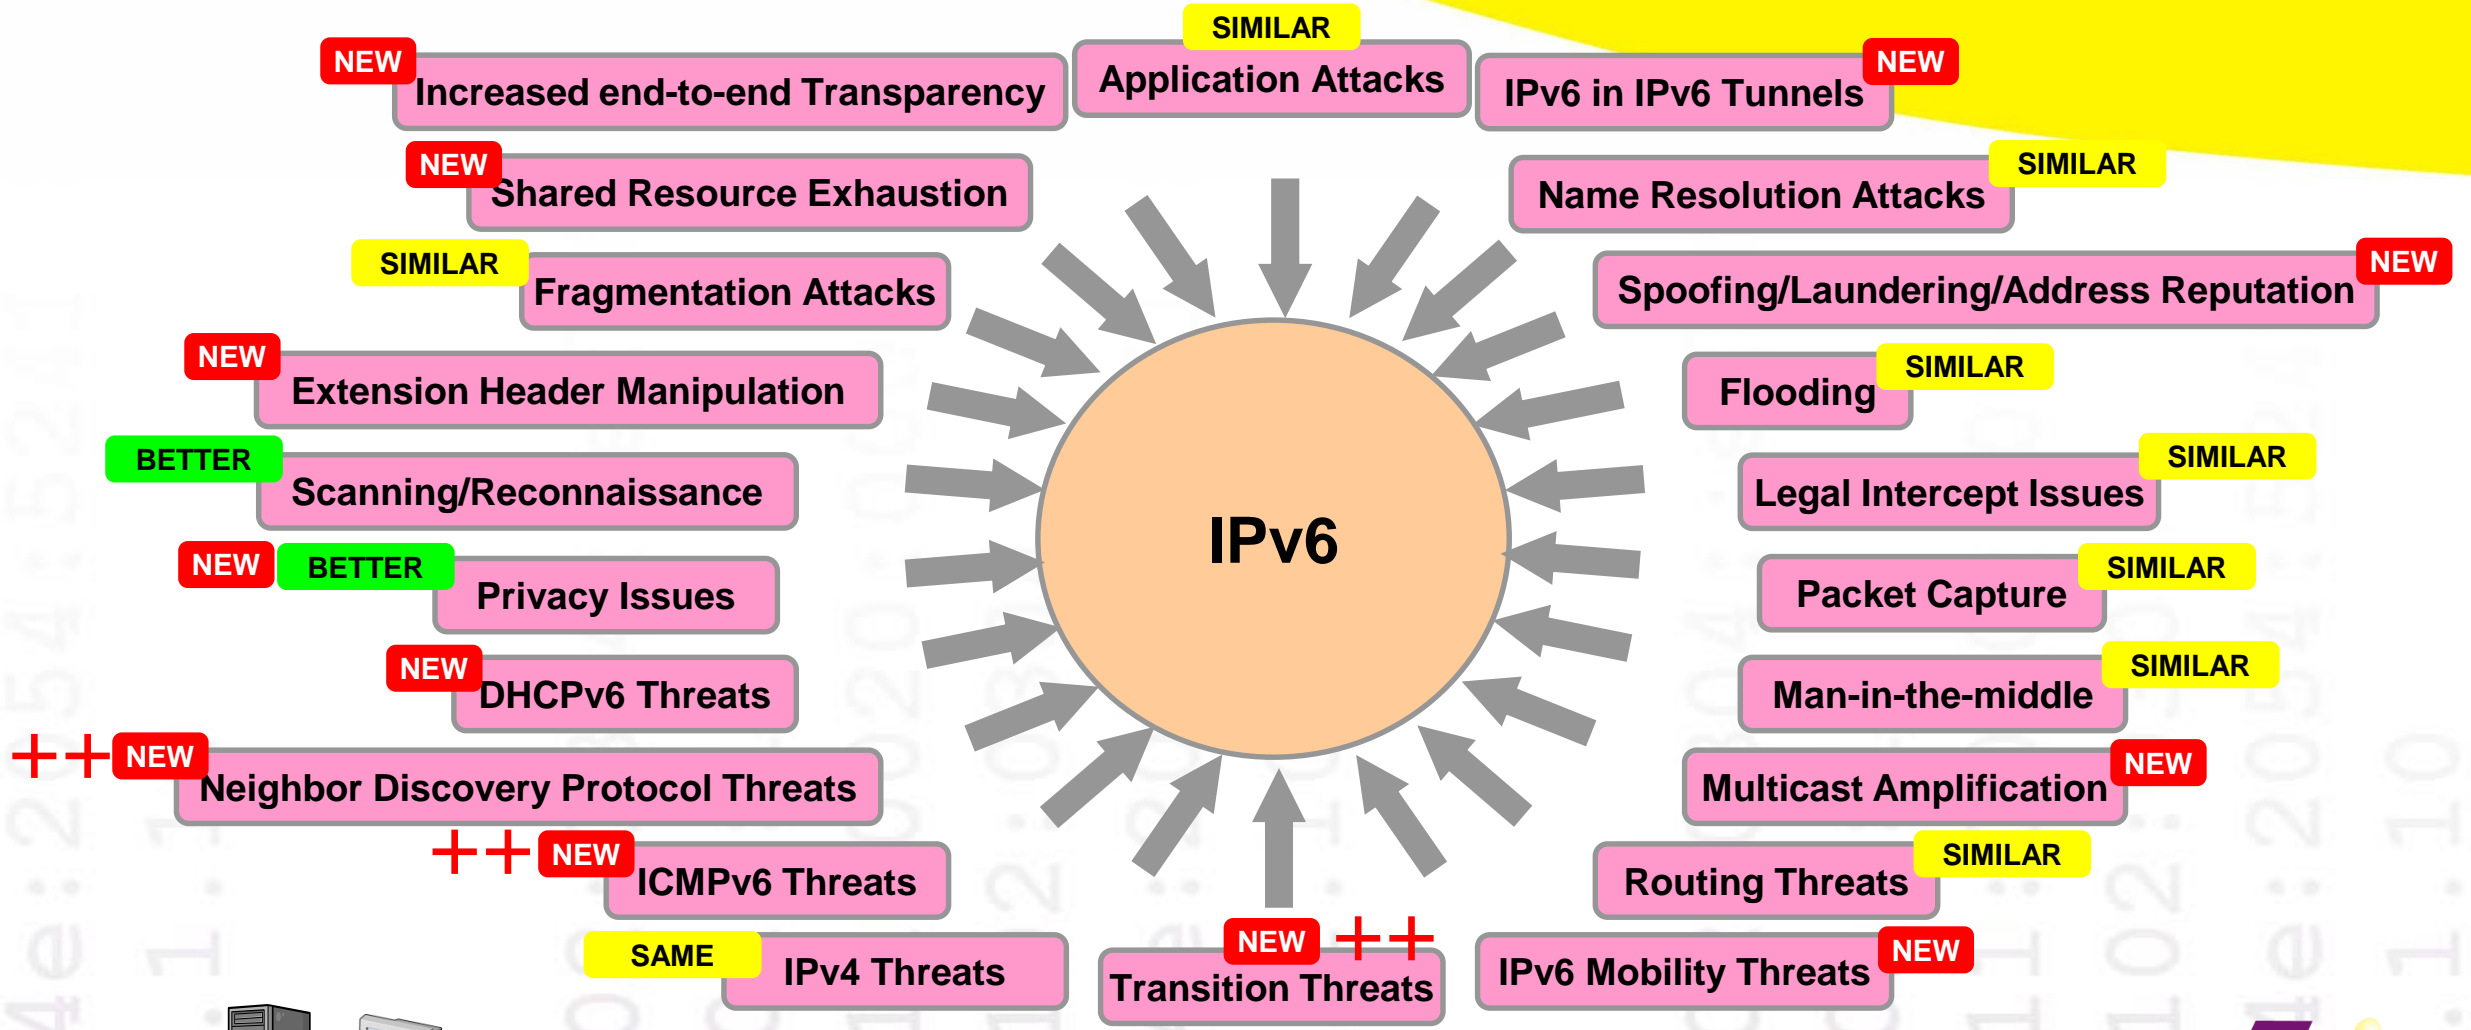 SIMILAR
Application Attacks
NEW
Increased end-to-end Transparency
NEW
IPv6 in IPv6 Tunnels
NEW
Shared Resource Exhaustion
SIMILAR
Name Resolution Attacks
SIMILAR
Fragmentation Attacks
NEW
Spoofing/Laundering/Address Reputation
NEW
Extension Header Manipulation
SIMILAR
Flooding
BETTER
Scanning/Reconnaissance
SIMILAR
Legal Intercept Issues
IPv6
NEW BETTER
Privacy Issues
SIMILAR
Packet Capture
NEW
DHCPv6 Threats
SIMILAR
Man-in-the-middle
++ NEW
Neighbor Discovery Protocol Threats
NEW
Multicast Amplification
++ NEW
ICMPv6 Threats
SIMILAR
Routing Threats
SAME
IPv4 Threats
NEW ++
Transition Threats
NEW
IPv6 Mobility Threats